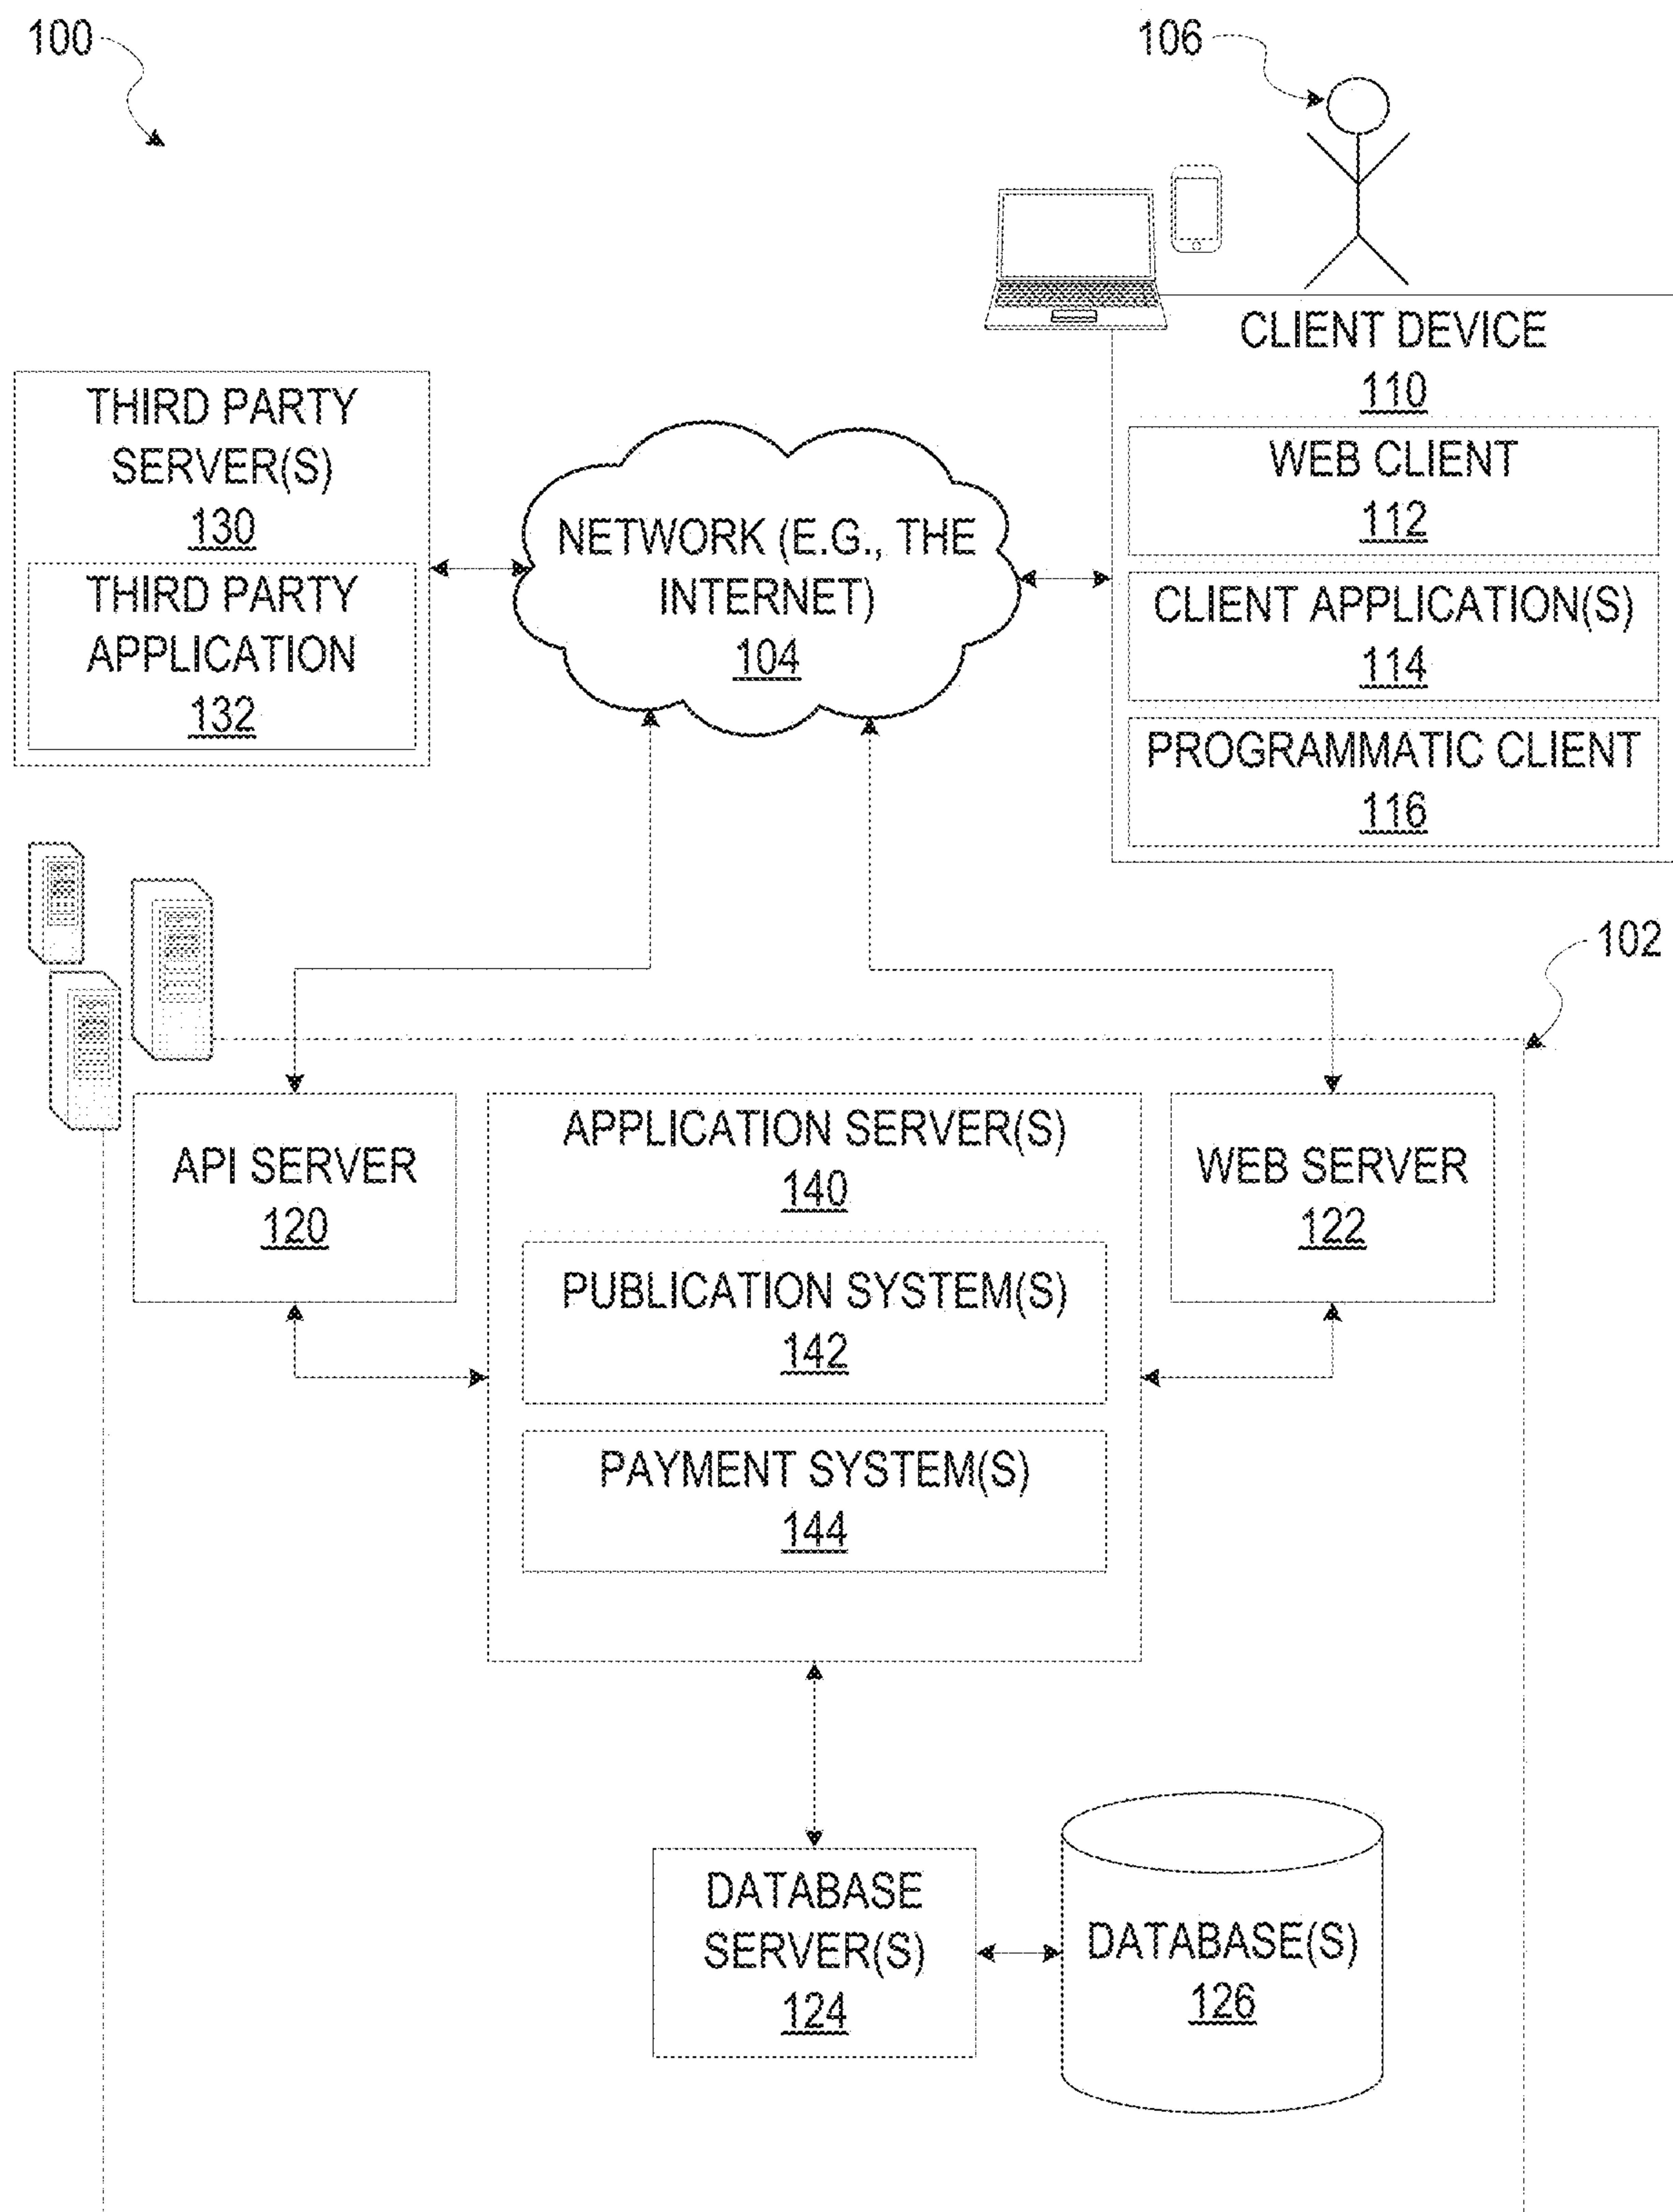 100
106
CLIENT DEVICE
110
WEB CLIENT
112
CLIENT APPLICATION(S)
114
PROGRAMMATIC CLIENT
116
THIRD PARTY
SERVER(S)
130
THIRD PARTY
APPLICATION
132
NETWORK (E.G., THE
INTERNET)
104
102
API SERVER
120
APPLICATION SERVER(S)
140
PUBLICATION SYSTEM(S)
142
PAYMENT SYSTEM(S)
144
WEB SERVER
122
DATABASE
SERVER(S)
124
DATABASE(S)
126